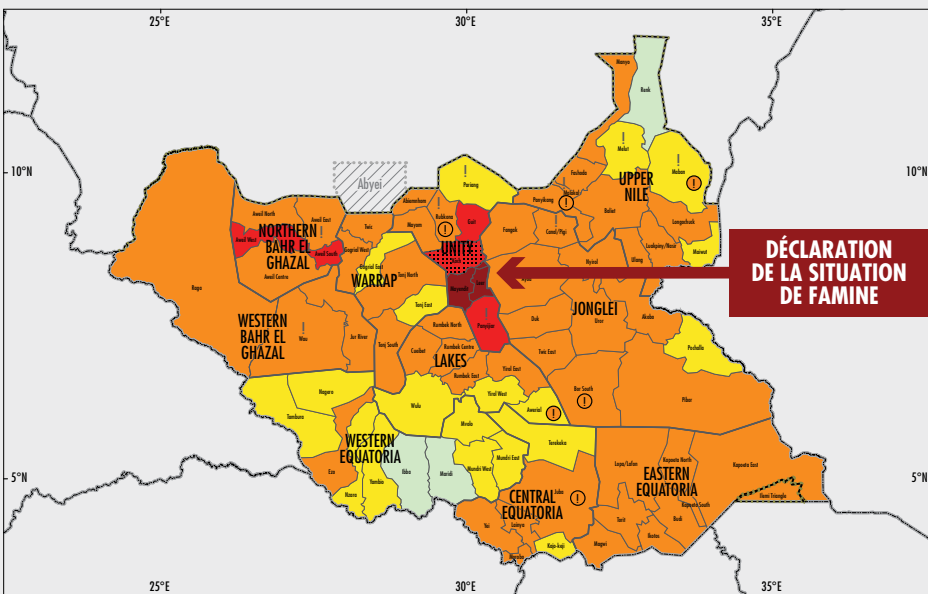 25°E
30°E
35°E
Manyo
Renk
10°N
10°N
Abyei
Melut
Maban
Pariang
Fashoda
Malakal
UPPER
NILE
Abiemnhom
Rubkona
Guit
Panyikang
Baliet
Longochuk
Aweil North
Aweil East
Twic
Mayom
Fangak
Canal/Pigi
Luakpiny/Nasir
Maiwut
Aweil West
NORTHERN
BAHR EL
GHAZAL
Aweil South
Gogrial West
UNITY
Koch
Nyirol
Ulang
DÉCLARATION
DE LA SITUATION
DE FAMINE
Aweil Centre
Gogrial East
WARRAP
Tonj North
Mayendit
Leer
Raga
Tonj East
Panyijiar
JONGLEI
Uror
Akobo
WESTERN
BAHR EL
GHAZAL
Wau
Jur River
Tonj South
Rumbek North
Duk
Cueibet
Rumbek Centre
LAKES
Rumbek East
Yirol East
Twic East
Pochalla
Nagero
Tambura
Wulu
Yirol West
Awerial
Bor South
Pibor
Mvolo
Terekeka
WESTERN
EQUATORIA
Ezo
Nzara
Yambio
Ibba
Maridi
Mundri West
Mundri East
5°N
5°N
Lopa/Lafon
Kapoeta North
Kapoeta East
EASTERN
EQUATORIA
CENTRAL
EQUATORIA
Juba
Kapoeta South
Ilemi Triangle
Yei
Lainya
Torit
Budi
Ikotos
Magwi
Morobo
Kajo-keji
25°E
30°E
35°E